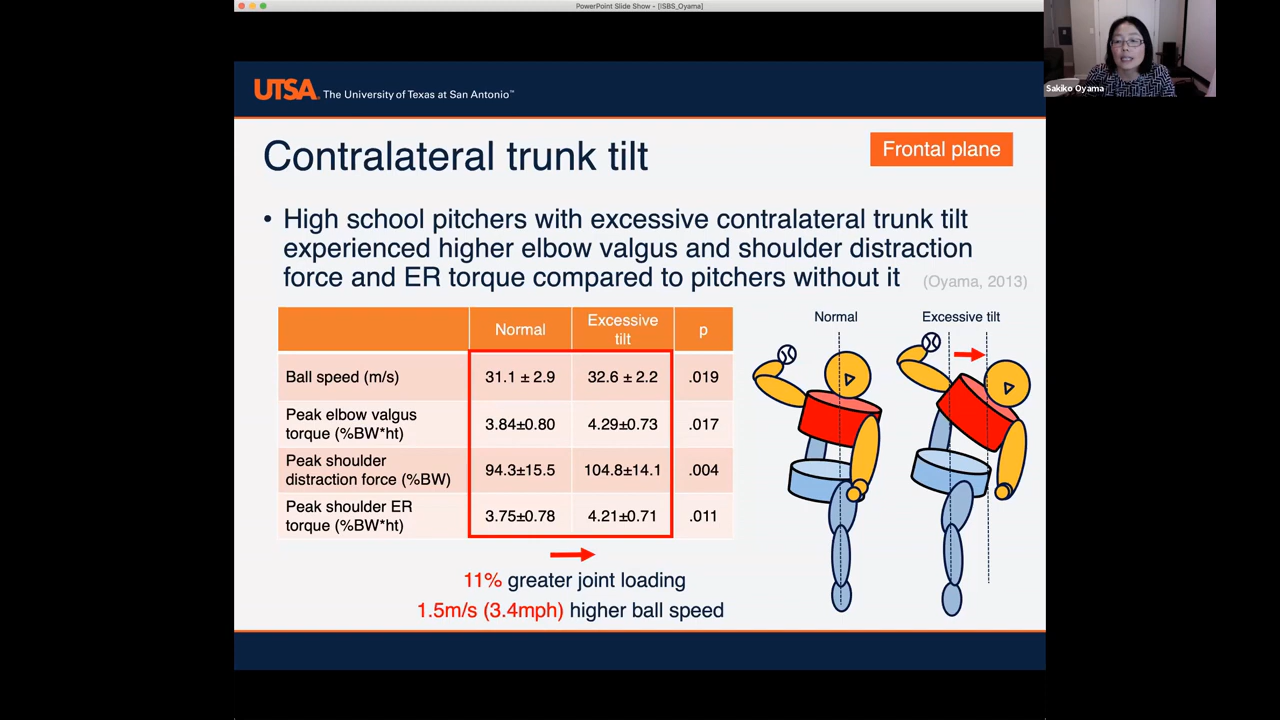 PowerPoint Slide Show - [ISBS_Oyama]
Sakiko Oyama
UTSA. The University of Texas at San Antonio™
Contralateral trunk tilt
Frontal plane
• High school pitchers with excessive contralateral trunk tilt
experienced higher elbow valgus and shoulder distraction
force and ER torque compared to pitchers without it (Oyama, 2013)
Normal Excessive tilt p
Ball speed (m/s) 31.1 ± 2.9 32.6 ± 2.2 .019
Peak elbow valgus
torque (%BW*ht) 3.84±0.80 4.29±0.73 .017
Peak shoulder
distraction force (%BW) 94.3±15.5 104.8±14.1 .004
Peak shoulder ER
torque (%BW*ht) 3.75±0.78 4.21±0.71 .011
11% greater joint loading
1.5m/s (3.4mph) higher ball speed
Normal Excessive tilt